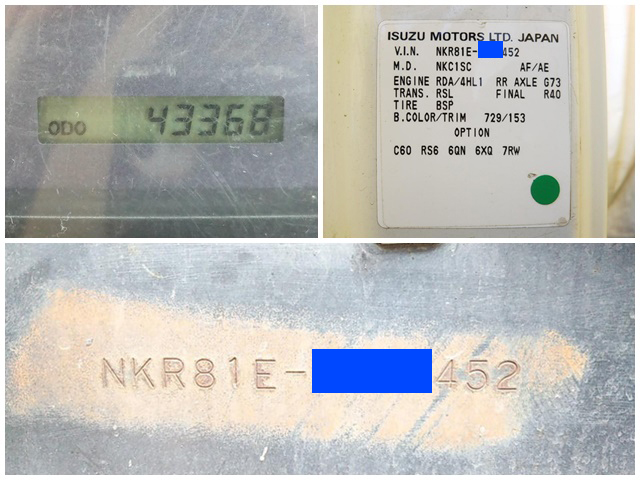 ODO 43368
ISUZU MOTORS LTD. JAPAN
V.I.N. NKR81E- 452
M.D. NKC1SC AF/AE
ENGINE RDA/4HL1 RR AXLE G73
TRANS. RSL FINAL R40
TIRE BSP
B.COLOR/TRIM 729/153
OPTION
C60 RS6 6QN 6XQ 7RW
NKR81E- 452